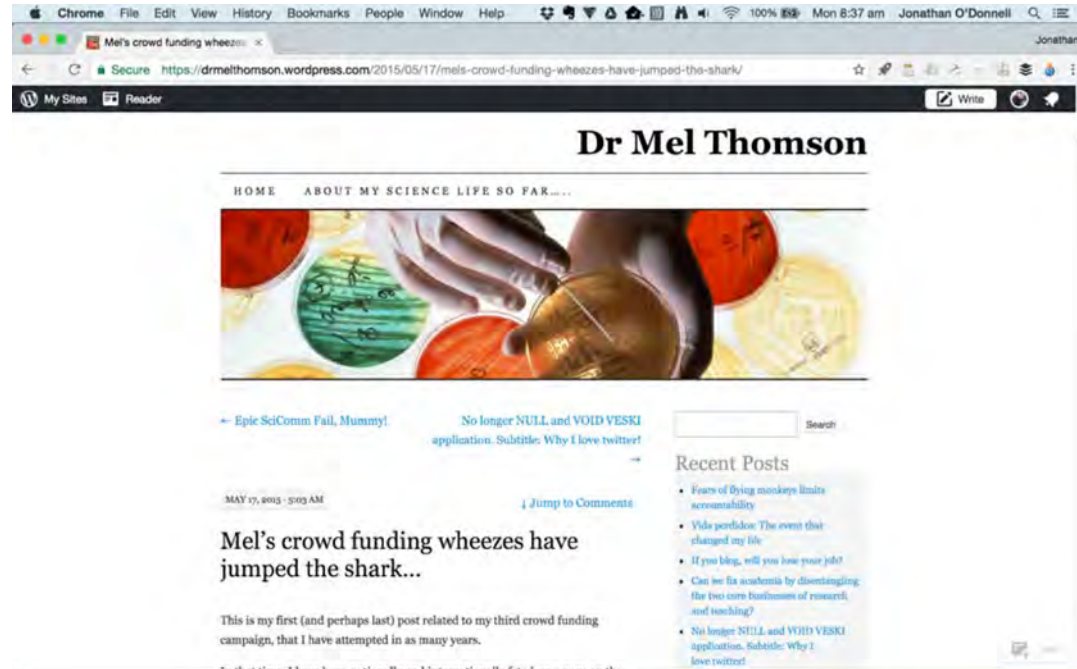 Chrome File Edit View History Bookmarks People Window Help 100% Mon 8:37 am Jonathan O'Donnell
Mel's crowd funding wheezes × Jonathan
Secure https://drmelthomson.wordpress.com/2015/05/17/mels-crowd-funding-wheezes-have-jumped-the-shark/
My Sites Reader Write
Dr Mel Thomson
HOME ABOUT MY SCIENCE LIFE SO FAR.....
← Epic SciComm Fail, Mummy!
No longer NULL and VOID VESKI
application. Subtitle: Why I love twitter!
→
MAY 17, 2015 · 5:03 AM
↓ Jump to Comments
Mel's crowd funding wheezes have
jumped the shark...
This is my first (and perhaps last) post related to my third crowd funding
campaign, that I have attempted in as many years.
Search
Recent Posts
Fears of flying monkeys limits
accountability
Vida perdidos: The event that
changed my life
If you blog, will you lose your job?
Can we fix academia by disentangling
the two core businesses of research
and teaching?
No longer NULL and VOID VESKI
application. Subtitle: Why I
love twitter!